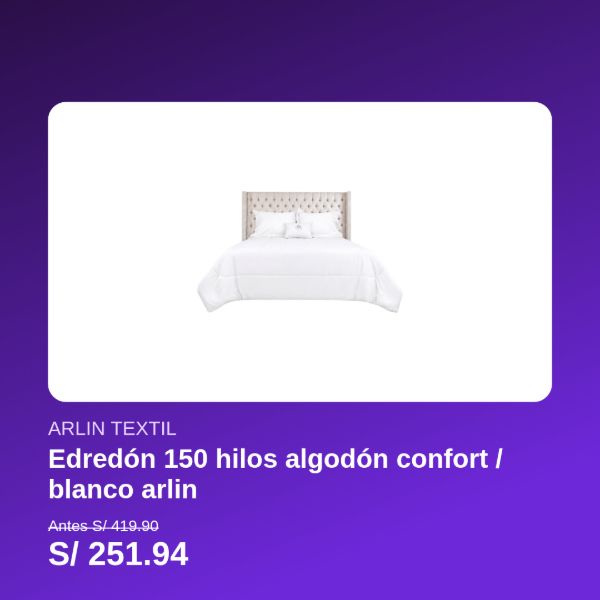 ARLIN TEXTIL
Edredón 150 hilos algodón confort /
blanco arlin
Antes S/ 419.90
S/ 251.94